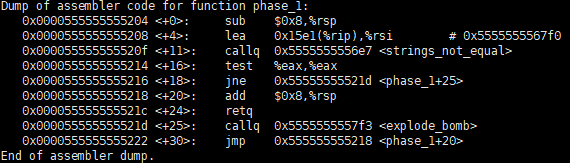 Dump of assembler code for function phase_1:
0x0000555555555204 <+0>: sub $0x8,%rsp
0x0000555555555208 <+4>: lea 0x15e1(%rip),%rsi # 0x5555555567f0
0x000055555555520f <+11>: callq 0x5555555556e7 <strings_not_equal>
0x0000555555555214 <+16>: test %eax,%eax
0x0000555555555216 <+18>: jne 0x55555555521d <phase_1+25>
0x0000555555555218 <+20>: add $0x8,%rsp
0x000055555555521c <+24>: retq
0x000055555555521d <+25>: callq 0x5555555557f3 <explode_bomb>
0x0000555555555222 <+30>: jmp 0x555555555218 <phase_1+20>
End of assembler dump.